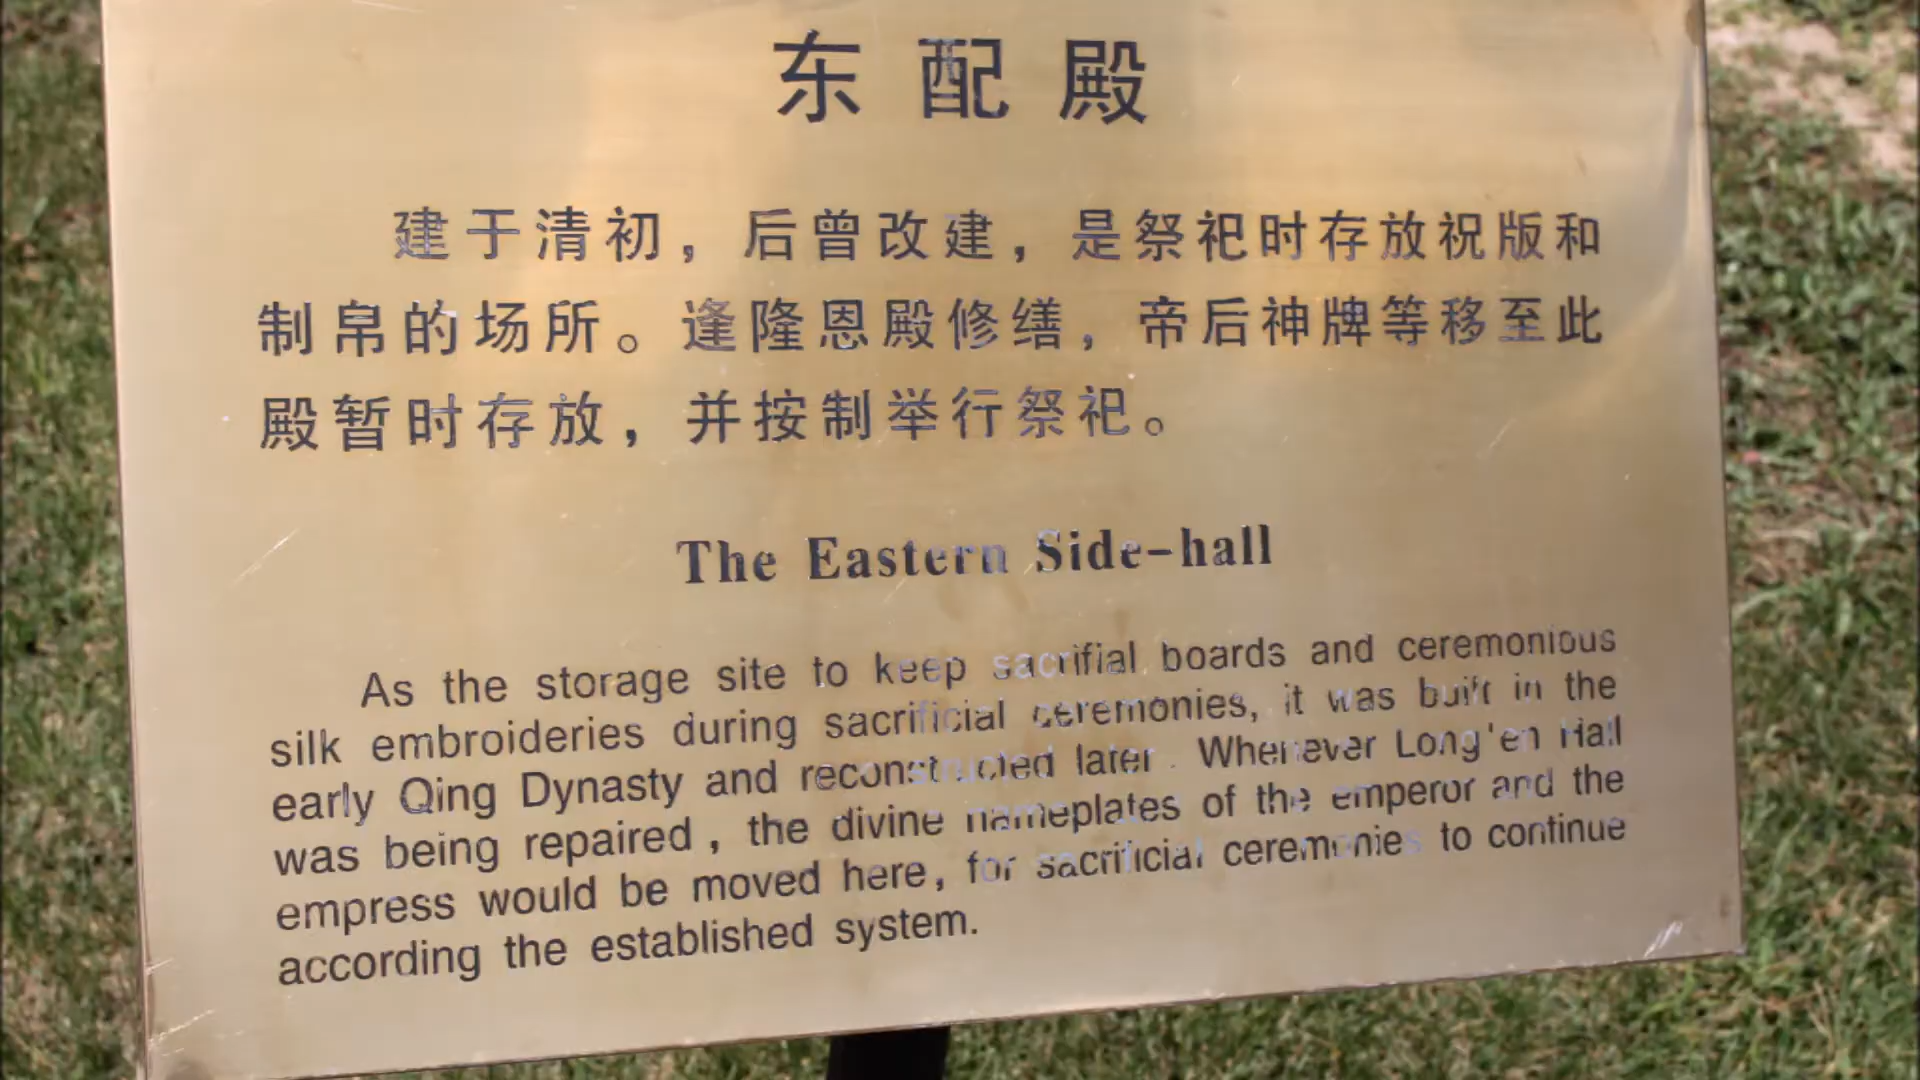 东配殿
建于清初，后曾改建，是祭祀时存放祝版和
制帛的场所。逢隆恩殿修缮，帝后神牌等移至此
殿暂时存放，并按制举行祭祀。
The Eastern Side-hall
As the storage site to keep sacrifial boards and ceremonious
silk embroideries during sacrificial ceremonies, it was built in the
early Qing Dynasty and reconstructed later. Whenever Long'en Hall
was being repaired, the divine nameplates of the emperor and the
empress would be moved here, for sacrificial ceremonies to continue
according the established system.